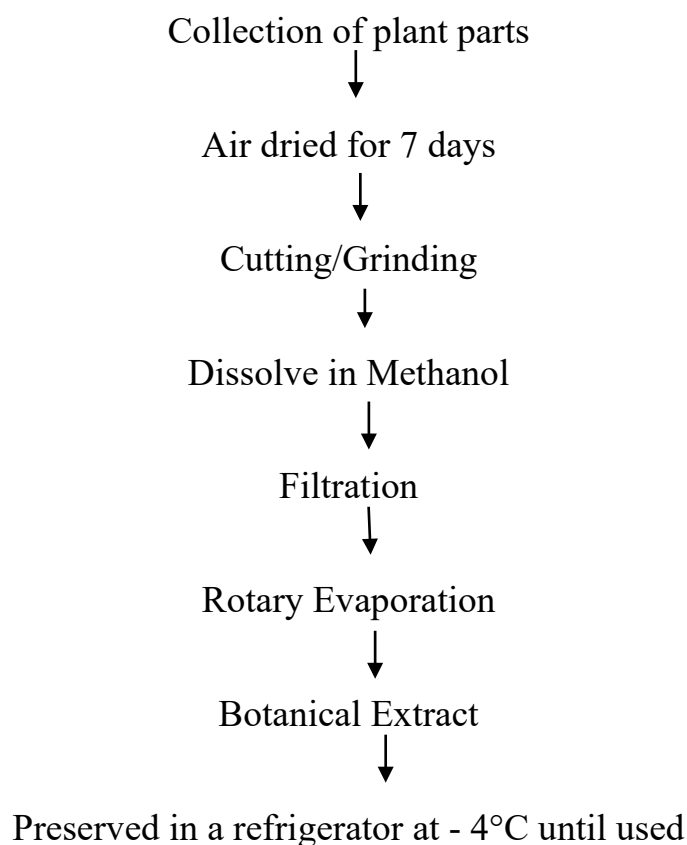 Collection of plant parts
Air dried for 7 days
Cutting/Grinding
Dissolve in Methanol
Filtration
Rotary Evaporation
Botanical Extract
Preserved in a refrigerator at - 4°C until used